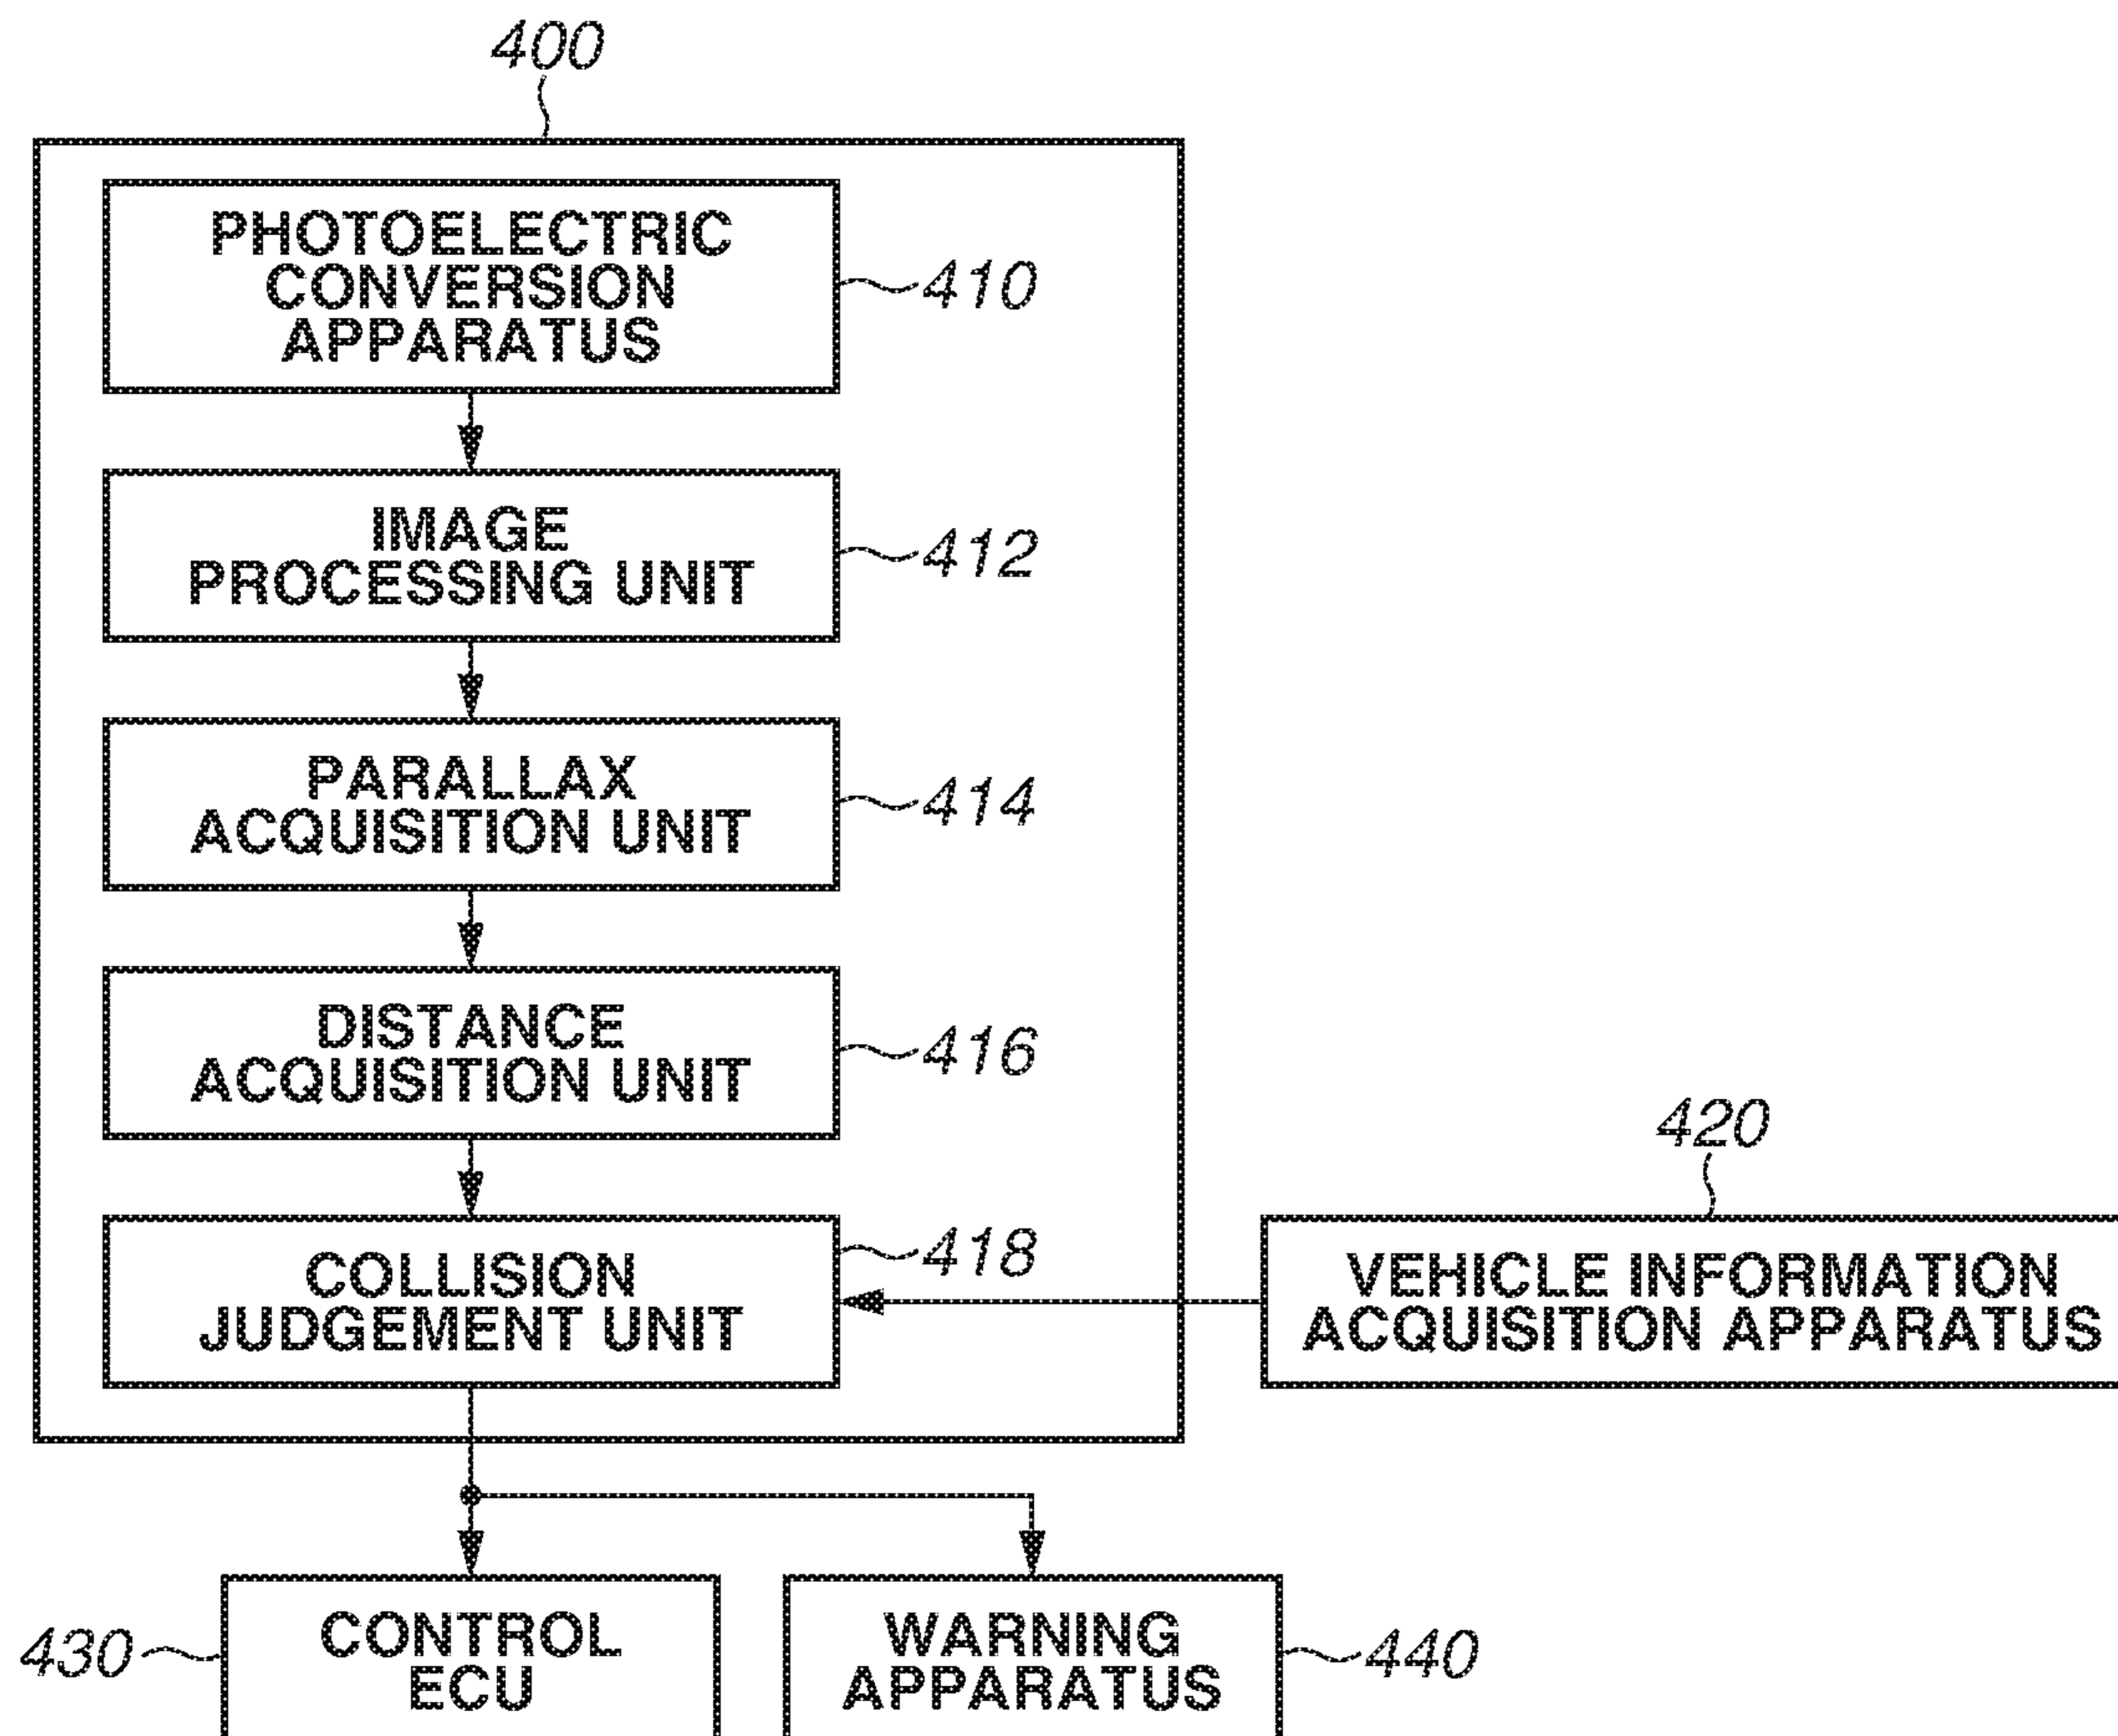 400
PHOTOELECTRIC
CONVERSION
APPARATUS
410
IMAGE
PROCESSING UNIT
412
PARALLAX
ACQUISITION UNIT
414
DISTANCE
ACQUISITION UNIT
416
COLLISION
JUDGEMENT UNIT
418
420
VEHICLE INFORMATION
ACQUISITION APPARATUS
430
CONTROL
ECU
WARNING
APPARATUS
440